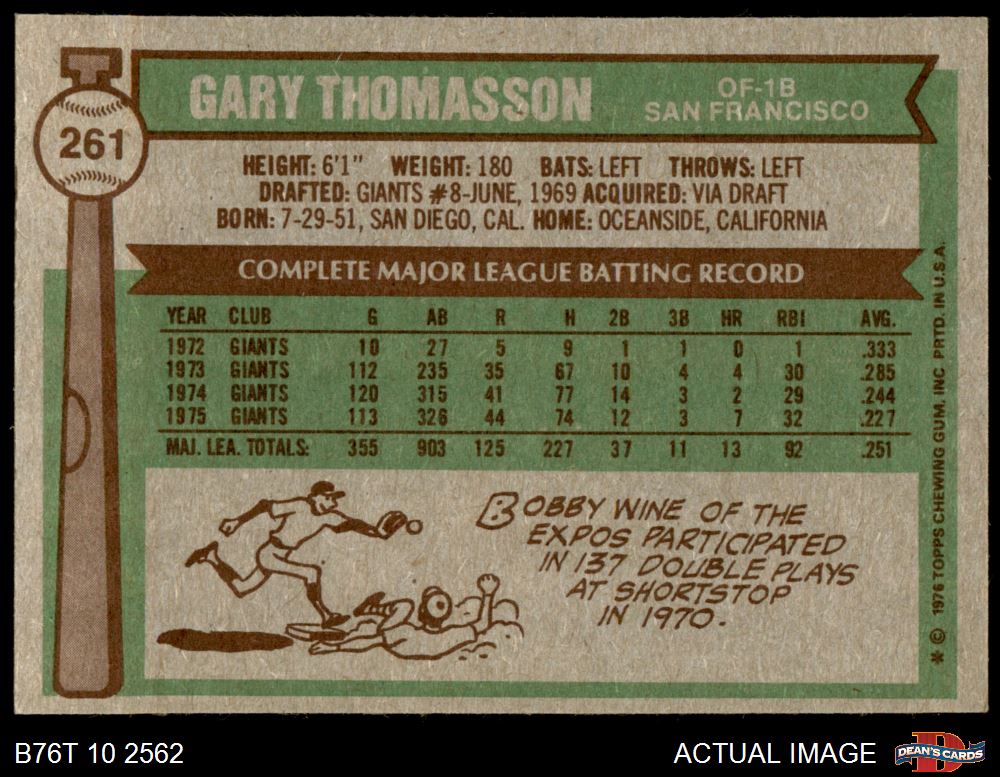 261
GARY THOMASSON
OF-1B
SAN FRANCISCO
HEIGHT: 6'1" WEIGHT: 180 BATS: LEFT THROWS: LEFT
DRAFTED: GIANTS #8-JUNE, 1969 ACQUIRED: VIA DRAFT
BORN: 7-29-51, SAN DIEGO, CAL. HOME: OCEANSIDE, CALIFORNIA
COMPLETE MAJOR LEAGUE BATTING RECORD
YEAR CLUB G AB R H 2B 3B HR RBI AVG.
1972 GIANTS 10 27 5 9 1 1 0 1 .333
1973 GIANTS 112 235 35 67 10 4 4 30 .285
1974 GIANTS 120 315 41 77 14 3 2 29 .244
1975 GIANTS 113 326 44 74 12 3 7 32 .227
MAJ. LEA. TOTALS: 355 903 125 227 37 11 13 92 .251
BOBBY WINE OF THE
EXPOS PARTICIPATED
IN 137 DOUBLE PLAYS
AT SHORTSTOP
IN 1970.
* © 1976 TOPPS CHEWING GUM, INC PRTD. IN U.S.A.
B76T 10 2562
ACTUAL IMAGE
D
DEAN'S CARDS